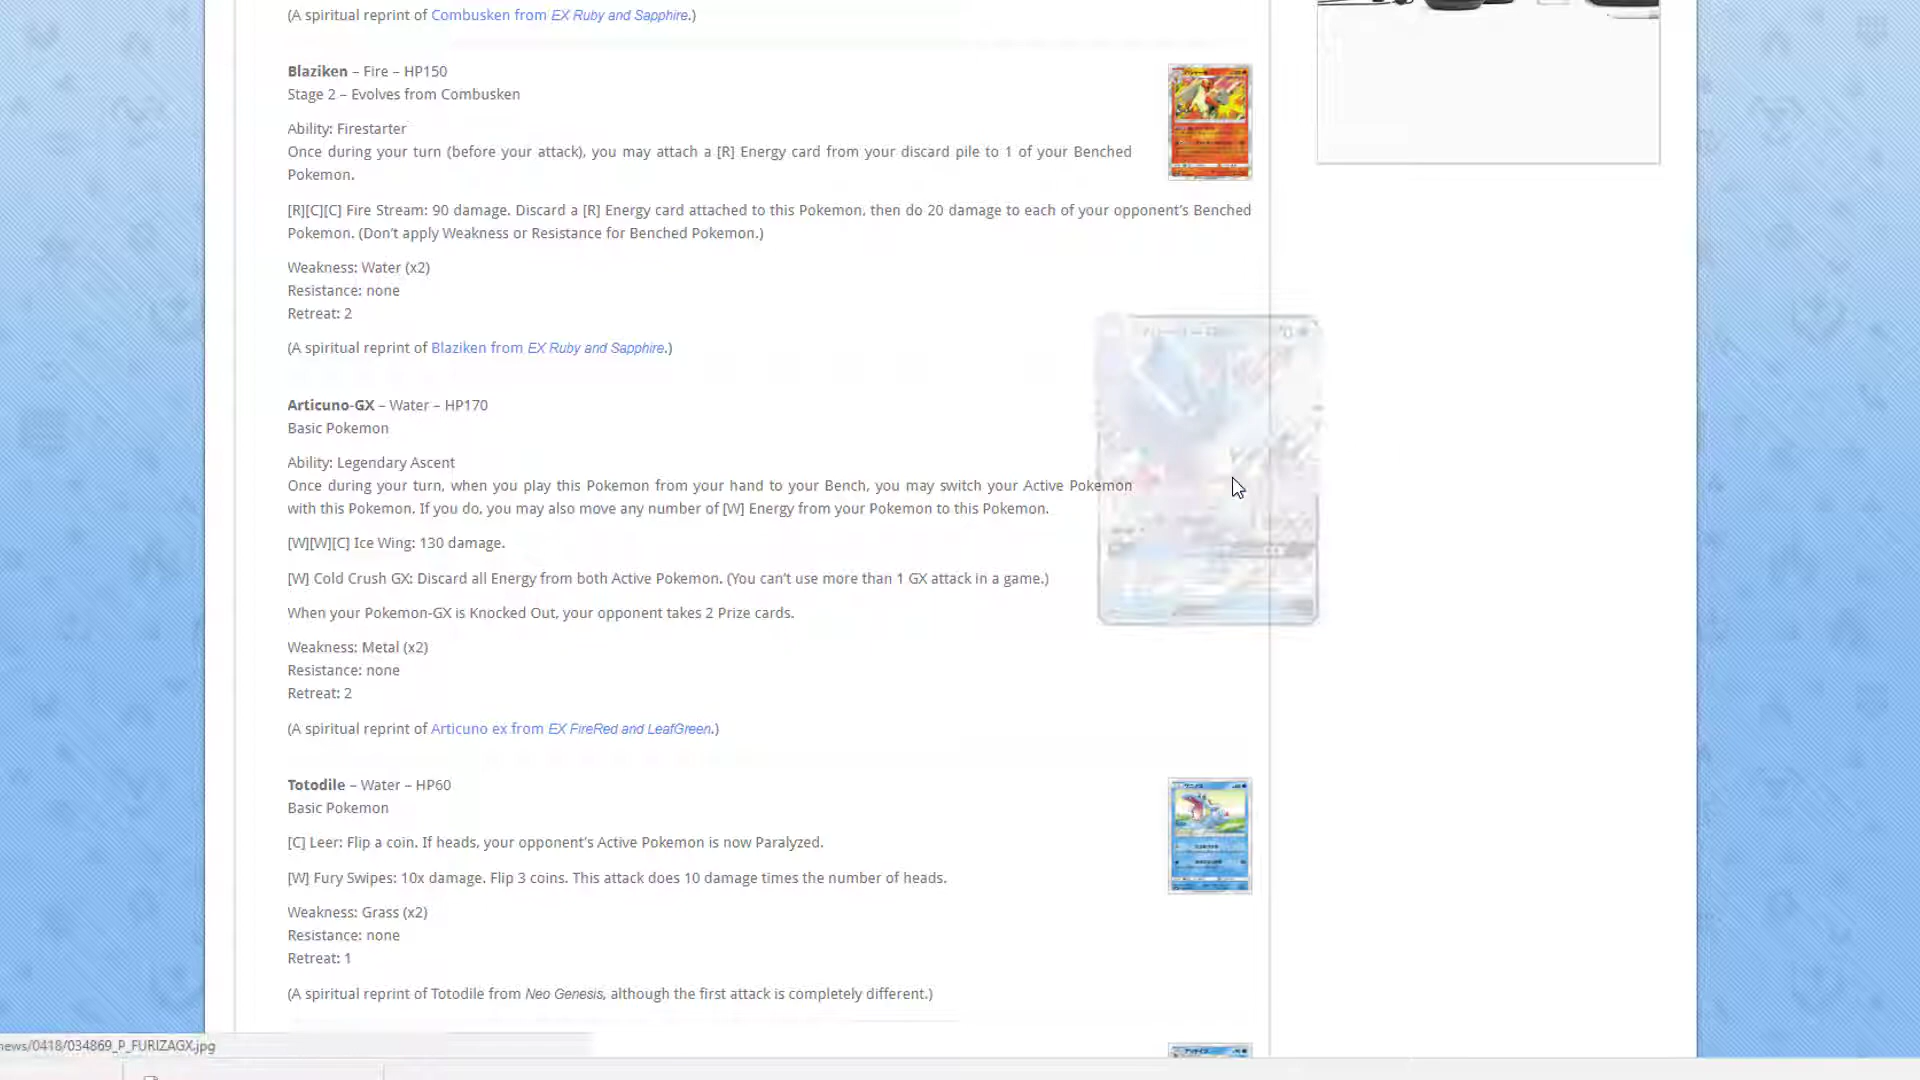 (A spiritual reprint of Combusken from EX Ruby and Sapphire.)
Blaziken – Fire – HP150
Stage 2 – Evolves from Combusken
Ability: Firestarter
Once during your turn (before your attack), you may attach a [R] Energy card from your discard pile to 1 of your Benched
Pokemon.
[R][C][C] Fire Stream: 90 damage. Discard a [R] Energy card attached to this Pokemon, then do 20 damage to each of your opponent's Benched
Pokemon. (Don't apply Weakness or Resistance for Benched Pokemon.)
Weakness: Water (x2)
Resistance: none
Retreat: 2
(A spiritual reprint of Blaziken from EX Ruby and Sapphire.)
Articuno-GX – Water – HP170
Basic Pokemon
Ability: Legendary Ascent
Once during your turn, when you play this Pokemon from your hand to your Bench, you may switch your Active Pokemon
with this Pokemon. If you do, you may also move any number of [W] Energy from your Pokemon to this Pokemon.
[W][W][C] Ice Wing: 130 damage.
[W] Cold Crush GX: Discard all Energy from both Active Pokemon. (You can't use more than 1 GX attack in a game.)
When your Pokemon-GX is Knocked Out, your opponent takes 2 Prize cards.
Weakness: Metal (x2)
Resistance: none
Retreat: 2
(A spiritual reprint of Articuno ex from EX FireRed and LeafGreen.)
Totodile – Water – HP60
Basic Pokemon
[C] Leer: Flip a coin. If heads, your opponent's Active Pokemon is now Paralyzed.
[W] Fury Swipes: 10x damage. Flip 3 coins. This attack does 10 damage times the number of heads.
Weakness: Grass (x2)
Resistance: none
Retreat: 1
(A spiritual reprint of Totodile from Neo Genesis, although the first attack is completely different.)
news/0418/034869_P_FURIZAGX.jpg